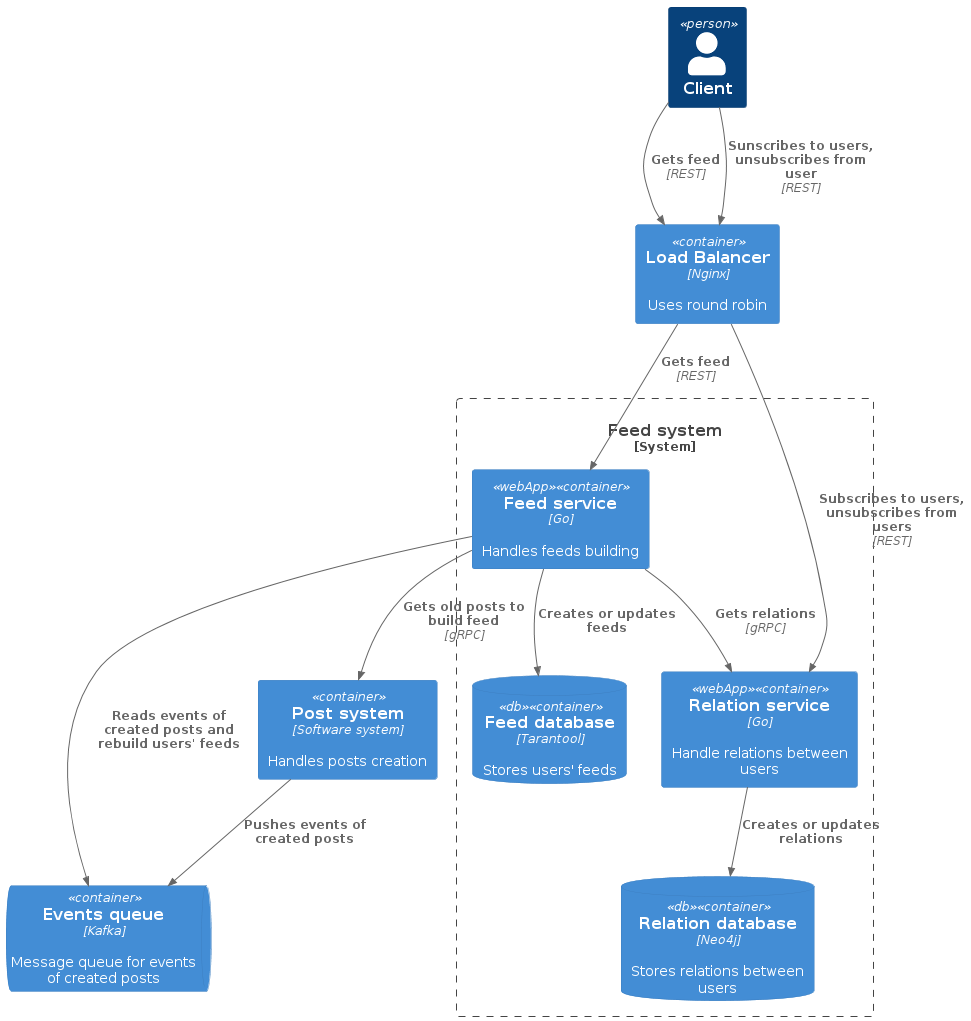 «person»
Client
Gets feed
[REST]
Sunscribes to users,
unsubscribes from
user
[REST]
«container»
Load Balancer
[Nginx]
Uses round robin
Gets feed
[REST]
Feed system
[System]
«webApp»«container»
Feed service
[Go]
Handles feeds building
Subscribes to users,
unsubscribes from
users
[REST]
Gets old posts to
build feed
[gRPC]
Creates or updates
feeds
Gets relations
[gRPC]
Reads events of
created posts and
rebuild users' feeds
«container»
Post system
[Software system]
Handles posts creation
«db»«container»
Feed database
[Tarantool]
Stores users' feeds
«webApp»«container»
Relation service
[Go]
Handle relations between
users
Pushes events of
created posts
Creates or updates
relations
«container»
Events queue
[Kafka]
Message queue for events
of created posts
«db»«container»
Relation database
[Neo4j]
Stores relations between
users